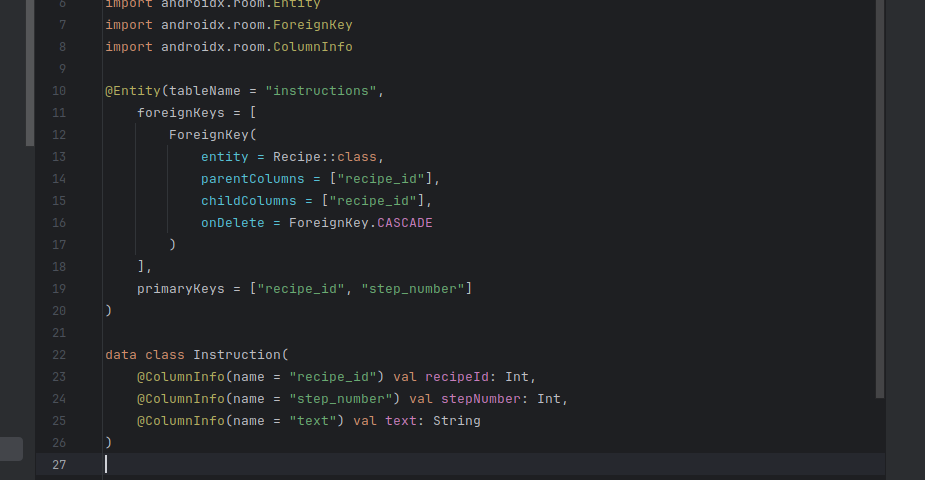 6 import androidx.room.Entity
7 import androidx.room.ForeignKey
8 import androidx.room.ColumnInfo
9
10 @Entity(tableName = "instructions",
11     foreignKeys = [
12         ForeignKey(
13             entity = Recipe::class,
14             parentColumns = ["recipe_id"],
15             childColumns = ["recipe_id"],
16             onDelete = ForeignKey.CASCADE
17         )
18     ],
19     primaryKeys = ["recipe_id", "step_number"]
20 )
21
22 data class Instruction(
23     @ColumnInfo(name = "recipe_id") val recipeId: Int,
24     @ColumnInfo(name = "step_number") val stepNumber: Int,
25     @ColumnInfo(name = "text") val text: String
26 )
27